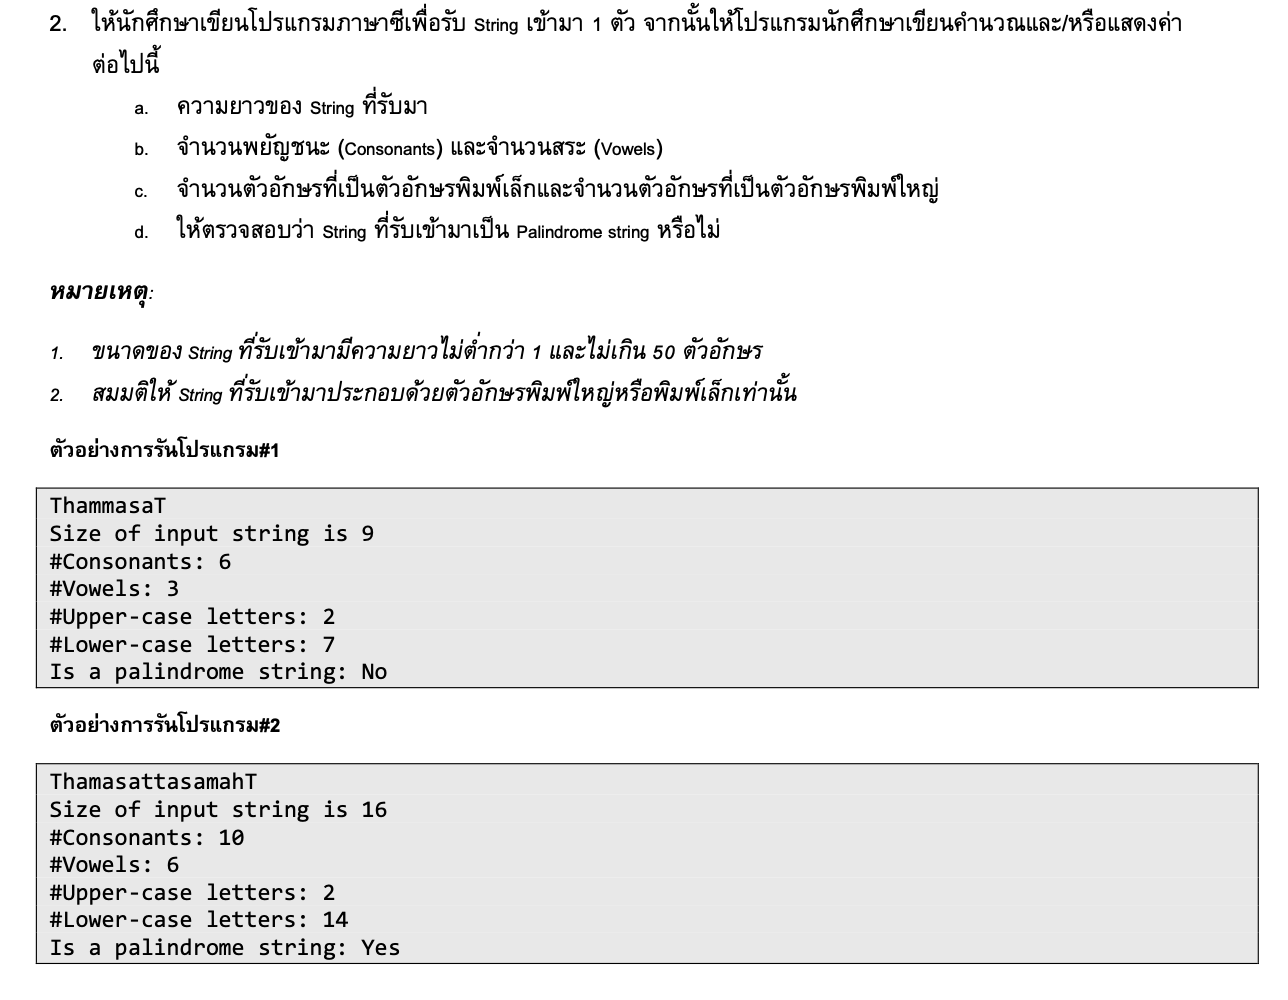 2. ให้นักศึกษาเขียนโปรแกรมภาษาซีเพื่อรับ String เข้ามา 1 ตัว จากนั้นให้โปรแกรมนักศึกษาเขียนคำนวณและ/หรือแสดงค่า
ต่อไปนี้
a. ความยาวของ String ที่รับมา
b. จำนวนพยัญชนะ (Consonants) และจำนวนสระ (Vowels)
c. จำนวนตัวอักษรที่เป็นตัวอักษรพิมพ์เล็กและจำนวนตัวอักษรที่เป็นตัวอักษรพิมพ์ใหญ่
d. ให้ตรวจสอบว่า String ที่รับเข้ามาเป็น Palindrome string หรือไม่
หมายเหตุ:
1. ขนาดของ String ที่รับเข้ามามีความยาวไม่ต่ำกว่า 1 และไม่เกิน 50 ตัวอักษร
2. สมมติให้ String ที่รับเข้ามาประกอบด้วยตัวอักษรพิมพ์ใหญ่หรือพิมพ์เล็กเท่านั้น
ตัวอย่างการรันโปรแกรม#1
ThammasaT
Size of input string is 9
#Consonants: 6
#Vowels: 3
#Upper-case letters: 2
#Lower-case letters: 7
Is a palindrome string: No
ตัวอย่างการรันโปรแกรม#2
ThamasattasamahT
Size of input string is 16
#Consonants: 10
#Vowels: 6
#Upper-case letters: 2
#Lower-case letters: 14
Is a palindrome string: Yes